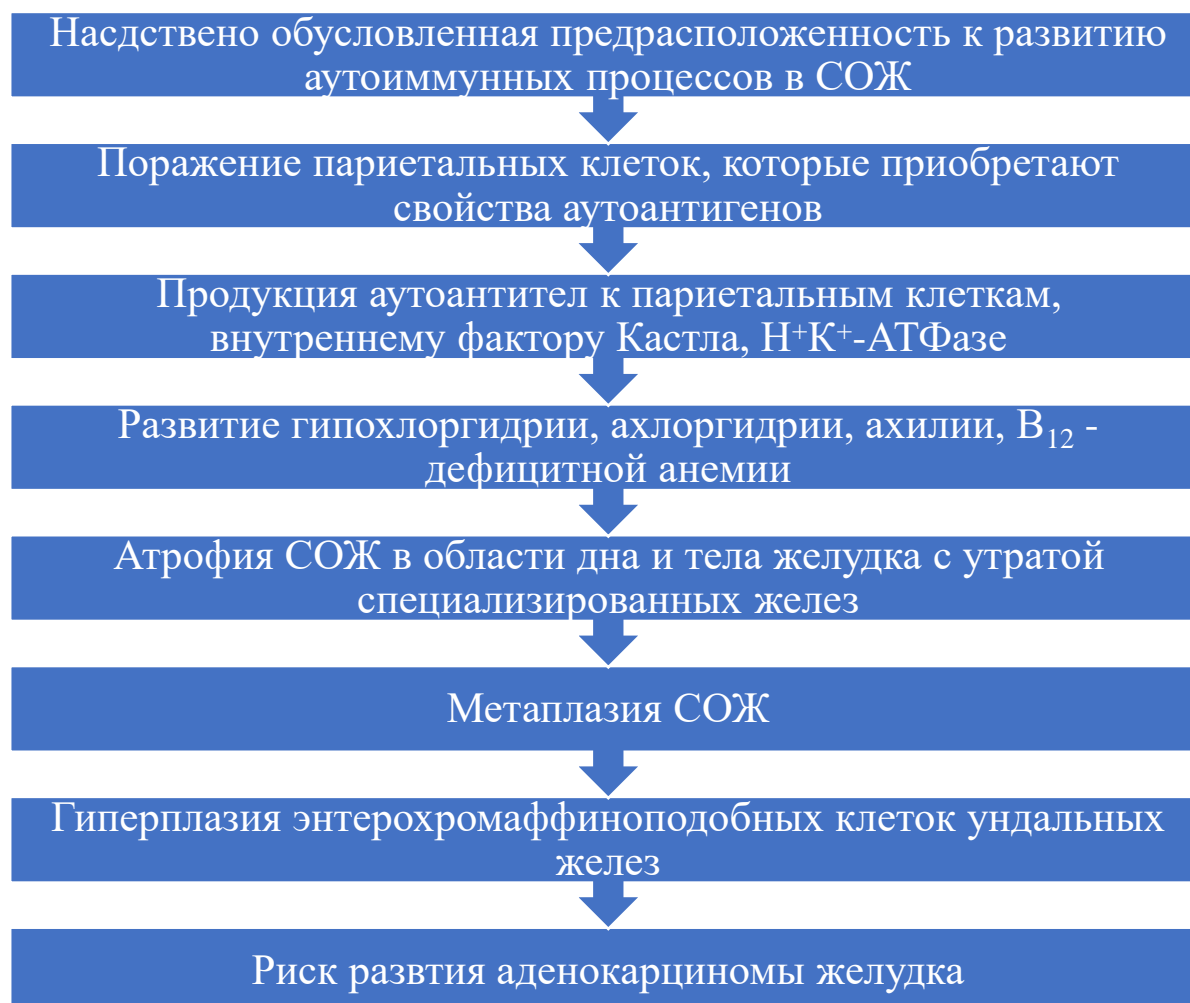 Насдствено обусловленная предрасположенность к развитию
аутоиммунных процессов в СОЖ
Поражение париетальных клеток, которые приобретают
свойства аутоантигенов
Продукция аутоантител к париетальным клеткам,
внутреннему фактору Кастла, Н⁺К⁺-АТФазе
Развитие гипохлоргидрии, ахлоргидрии, ахилии, В₁₂ -
дефицитной анемии
Атрофия СОЖ в области дна и тела желудка с утратой
специализированных желез
Метаплазия СОЖ
Гиперплазия энтерохромаффиноподобных клеток ундальных
желез
Риск развтия аденокарциномы желудка